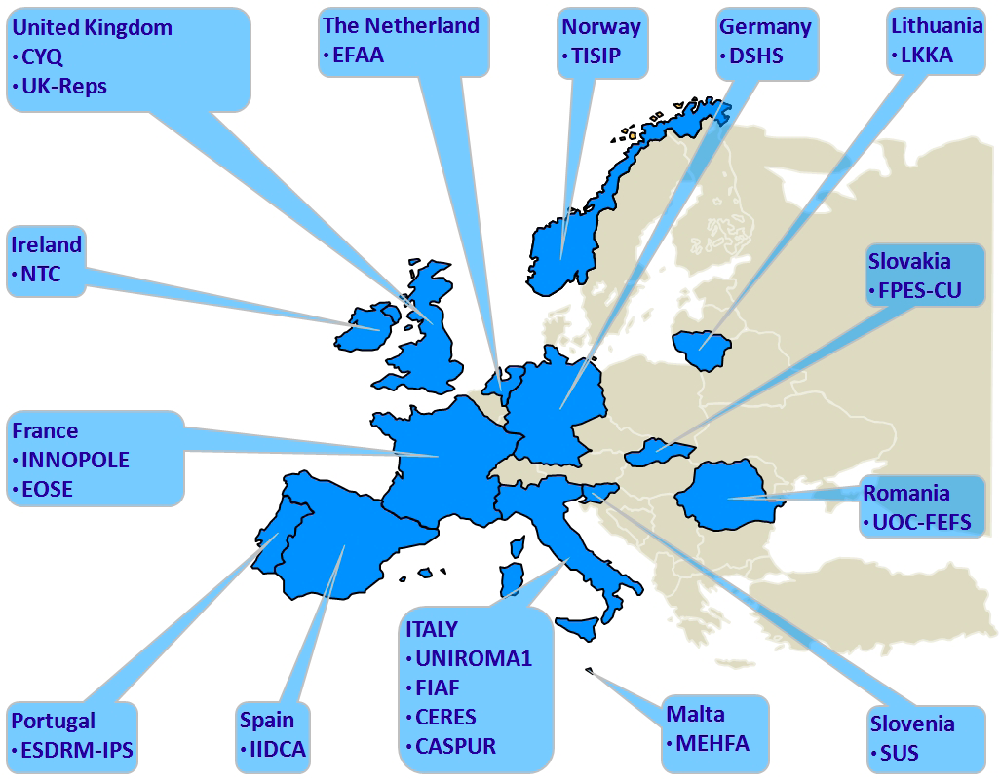 United Kingdom
• CYQ
• UK-Reps
The Netherland
• EFAA
Norway
• TISIP
Germany
• DSHS
Lithuania
• LKKA
Ireland
• NTC
Slovakia
• FPES-CU
France
• INNOPOLE
• EOSE
Romania
• UOC-FEFS
Portugal
• ESDRM-IPS
Spain
• IIDCA
ITALY
• UNIROMA1
• FIAF
• CERES
• CASPUR
Malta
• MEHFA
Slovenia
• SUS